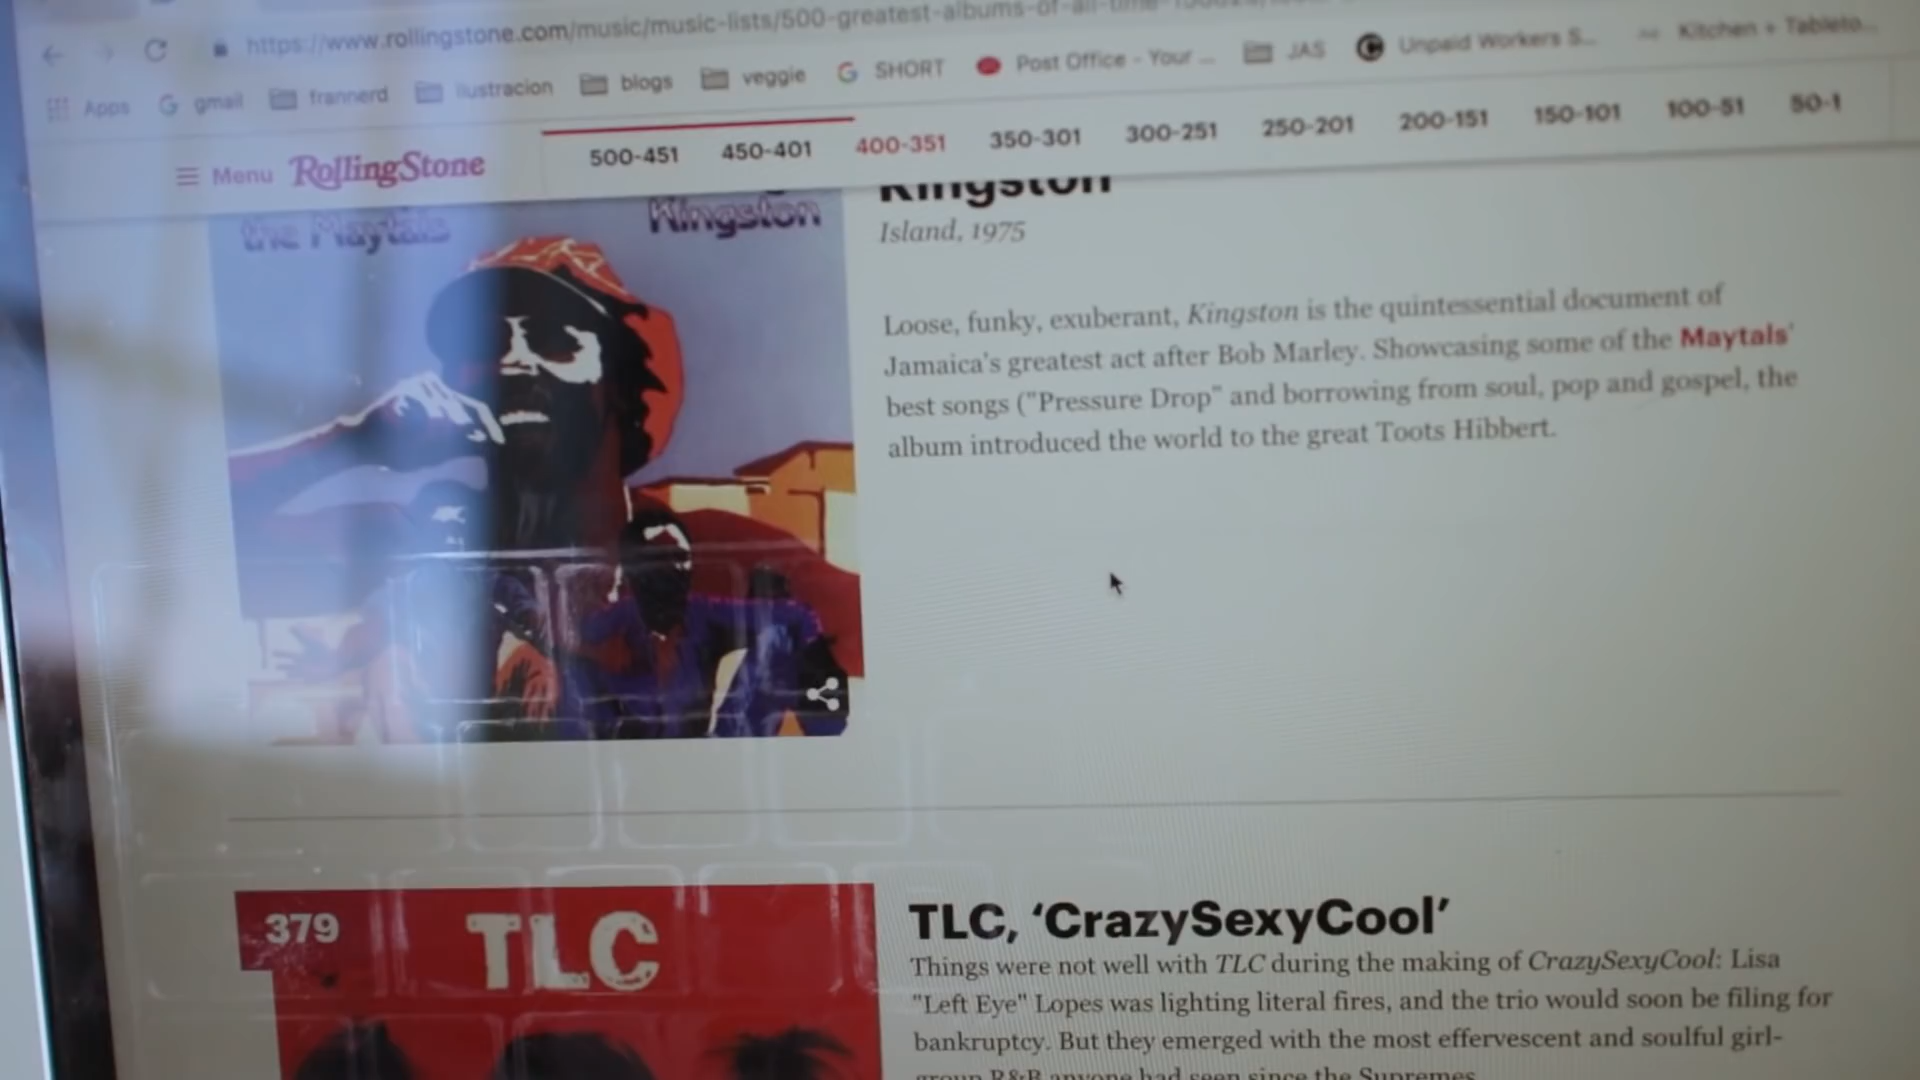 https://www.rollingstone.com/music/music-lists/500-greatest-albums-of-all-time-
Apps gmail frannerd ilustracion blogs veggie SHORT Post Office - Your ... JAS Unpaid Workers S... Kitchen + Tableto...
Menu RollingStone 500-451 450-401 400-351 350-301 300-251 250-201 200-151 150-101 100-51 50-1
the Maytals Kingston
Kingston
Island, 1975
Loose, funky, exuberant, Kingston is the quintessential document of
Jamaica's greatest act after Bob Marley. Showcasing some of the Maytals'
best songs ("Pressure Drop" and borrowing from soul, pop and gospel, the
album introduced the world to the great Toots Hibbert.
379
TLC
TLC, ‘CrazySexyCool’
Things were not well with TLC during the making of CrazySexyCool: Lisa
"Left Eye" Lopes was lighting literal fires, and the trio would soon be filing for
bankruptcy. But they emerged with the most effervescent and soulful girl-
group R&B anyone had seen since the Supremes